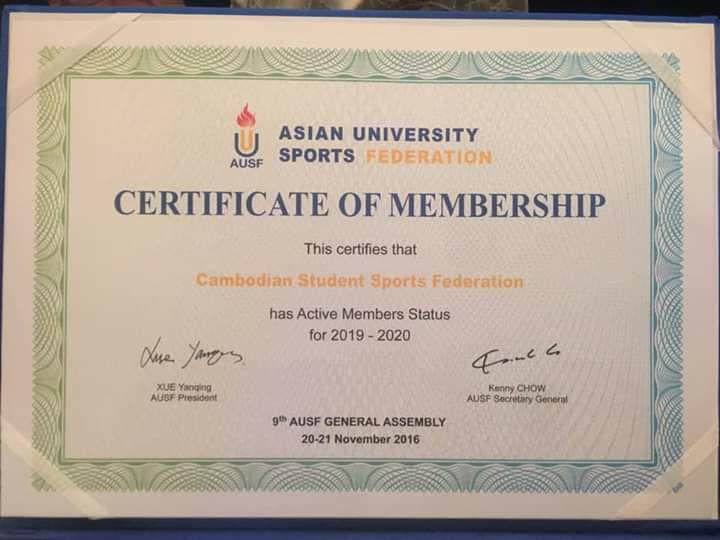 AUSF
ASIAN UNIVERSITY
SPORTS FEDERATION
CERTIFICATE OF MEMBERSHIP
This certifies that
Cambodian Student Sports Federation
has Active Members Status
for 2019 - 2020
XUE Yanqing
AUSF President
Kenny CHOW
AUSF Secretary General
9th AUSF GENERAL ASSEMBLY
20-21 November 2016